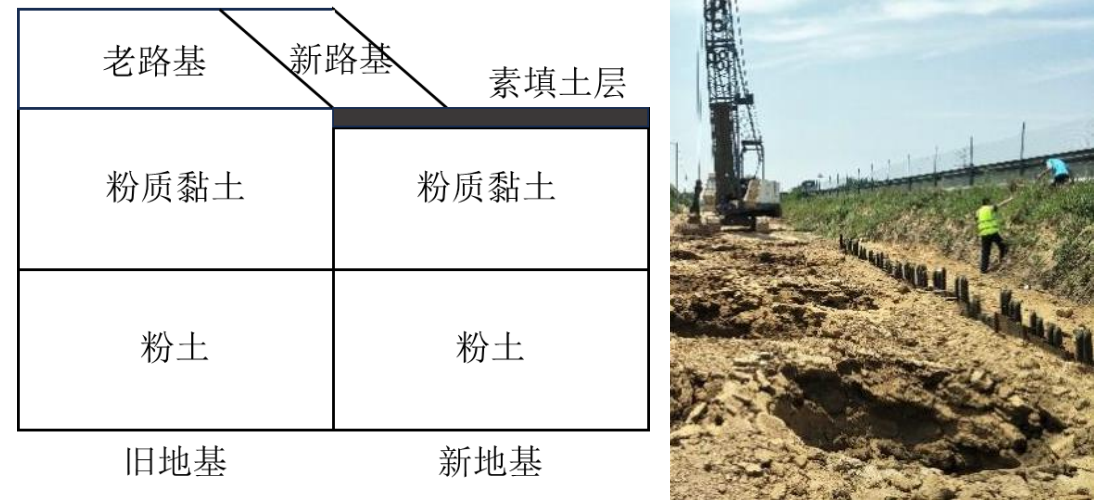 老路基
新路基
素填土层
粉质黏土
粉质黏土
粉土
粉土
旧地基
新地基